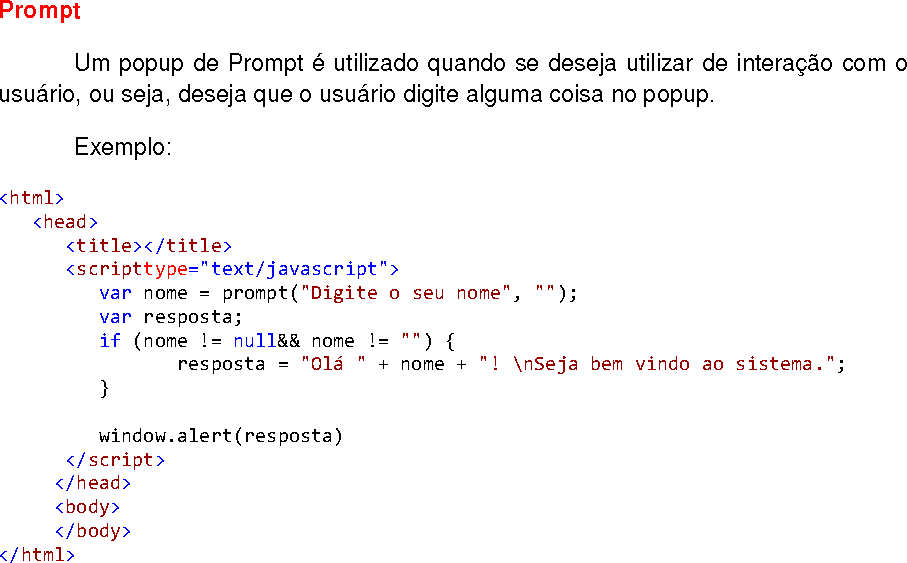 Prompt
Um popup de Prompt é utilizado quando se deseja utilizar de interação com o
usuário, ou seja, deseja que o usuário digite alguma coisa no popup.
Exemplo:
<html>
<head>
<title></title>
<scripttype="text/javascript">
var nome = prompt("Digite o seu nome", "");
var resposta;
if (nome != null&& nome != "") {
resposta = "Olá " + nome + "! \nSeja bem vindo ao sistema.";
}
window.alert(resposta)
</script>
</head>
<body>
</body>
</html>